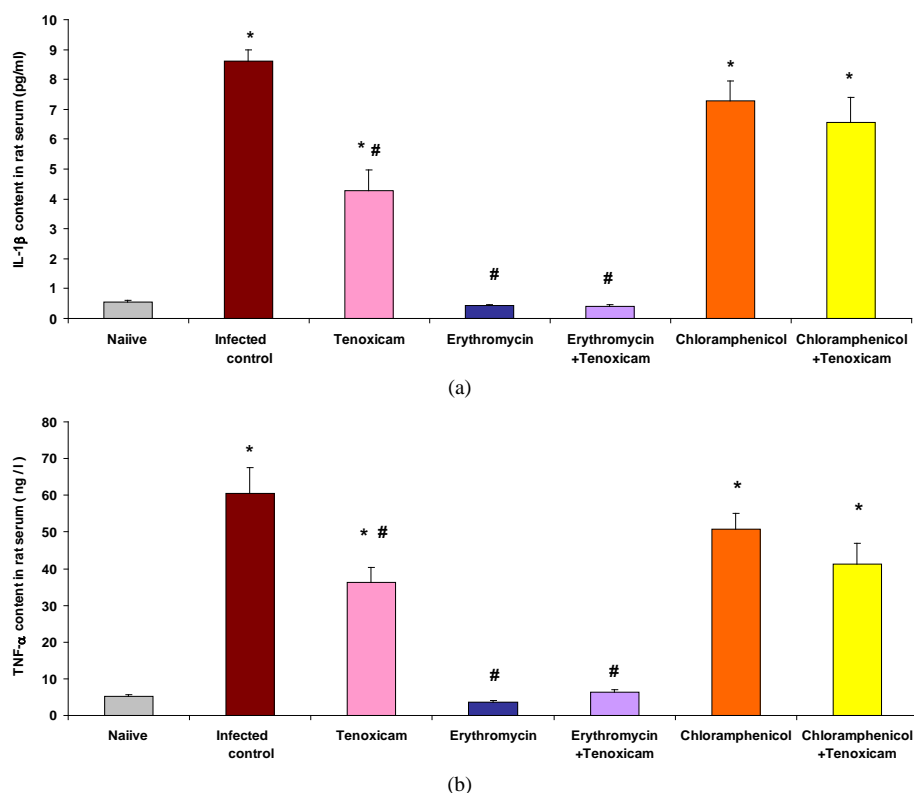 IL-1β content in rat serum (pg/ml)
10
9
8
7
6
5
4
3
2
1
0
*
* #
#
#
*
*
Naiive
Infected
control
Tenoxicam
Erythromycin
Erythromycin
+Tenoxicam
Chloramphenicol
Chloramphenicol
+Tenoxicam
(a)
TNF-α content in rat serum ( ng / l )
80
70
60
50
40
30
20
10
0
*
* #
#
#
*
*
Naiive
Infected
control
Tenoxicam
Erythromycin
Erythromycin
+Tenoxicam
Chloramphenicol
Chloramphenicol
+Tenoxicam
(b)